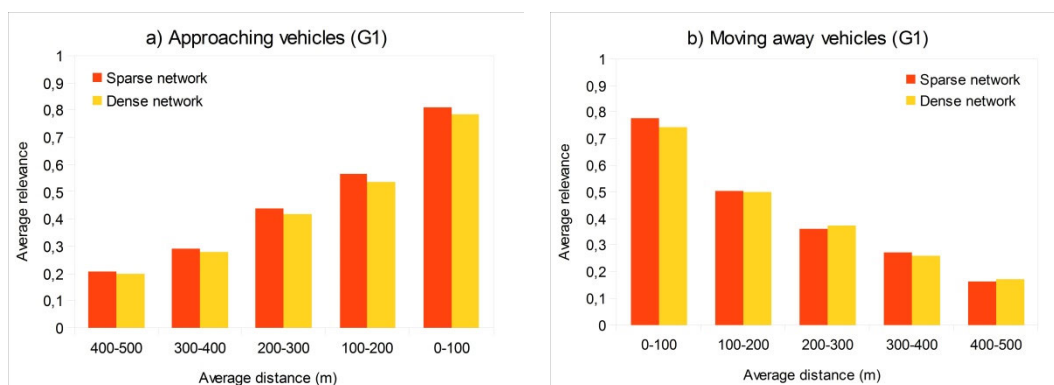 a) Approaching vehicles (G1)
1
0,9
0,8
0,7
0,6
0,5
0,4
0,3
0,2
0,1
0
Average relevance
Sparse network
Dense network
400-500 300-400 200-300 100-200 0-100
Average distance (m)
b) Moving away vehicles (G1)
1
0,9
0,8
0,7
0,6
0,5
0,4
0,3
0,2
0,1
0
Average relevance
Sparse network
Dense network
0-100 100-200 200-300 300-400 400-500
Average distance (m)